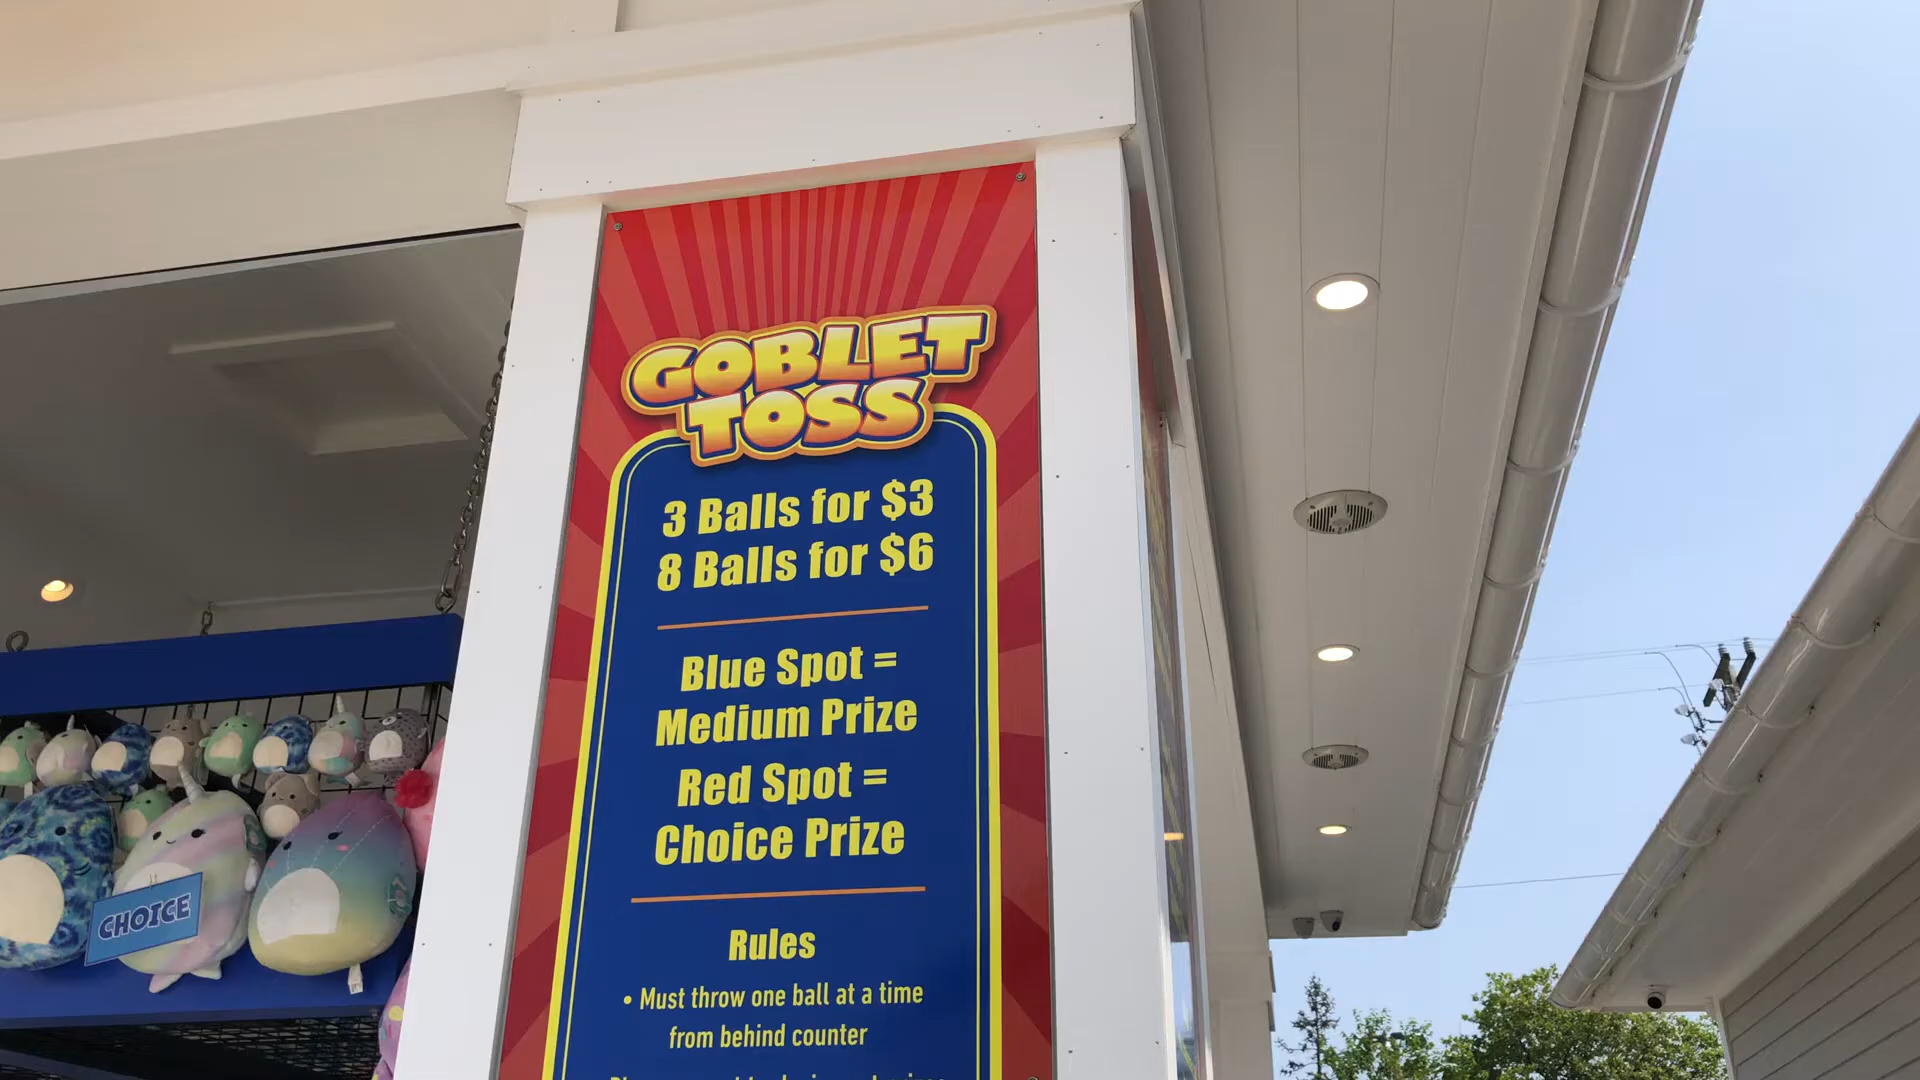 GOBLET
TOSS
3 Balls for $3
8 Balls for $6
Blue Spot =
Medium Prize
Red Spot =
Choice Prize
Rules
• Must throw one ball at a time
from behind counter
CHOICE